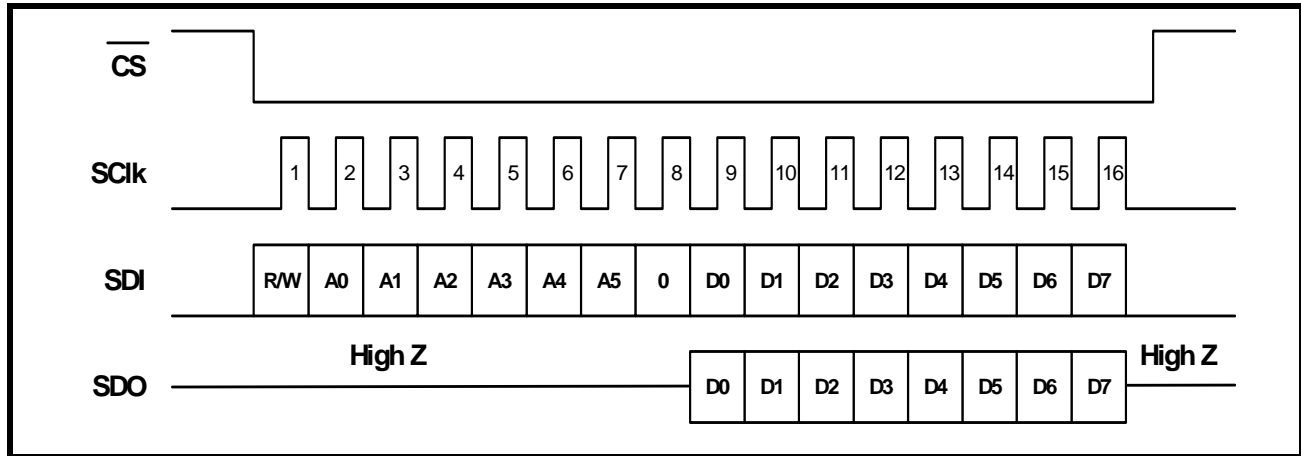 CS
SClk
1 2 3 4 5 6 7 8 9 10 11 12 13 14 15 16
SDI
R/W A0 A1 A2 A3 A4 A5 0 D0 D1 D2 D3 D4 D5 D6 D7
High Z
High Z
SDO
D0 D1 D2 D3 D4 D5 D6 D7